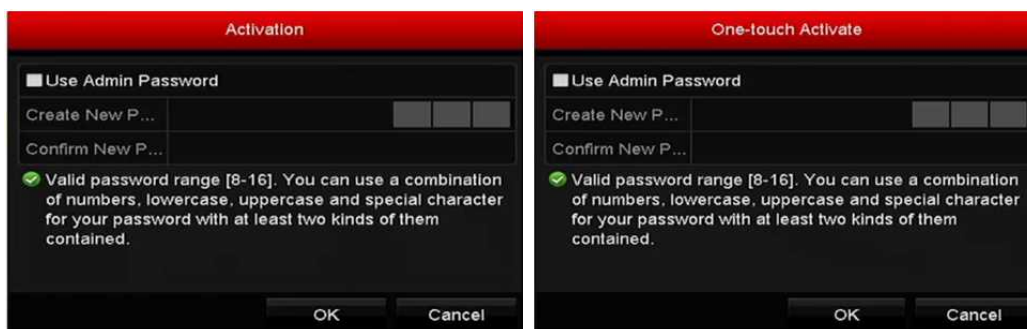 Activation
Use Admin Password
Create New P...
Confirm New P...
Valid password range [8-16]. You can use a combination
of numbers, lowercase, uppercase and special character
for your password with at least two kinds of them
contained.
OK Cancel
One-touch Activate
Use Admin Password
Create New P...
Confirm New P...
Valid password range [8-16]. You can use a combination
of numbers, lowercase, uppercase and special character
for your password with at least two kinds of them
contained.
OK Cancel